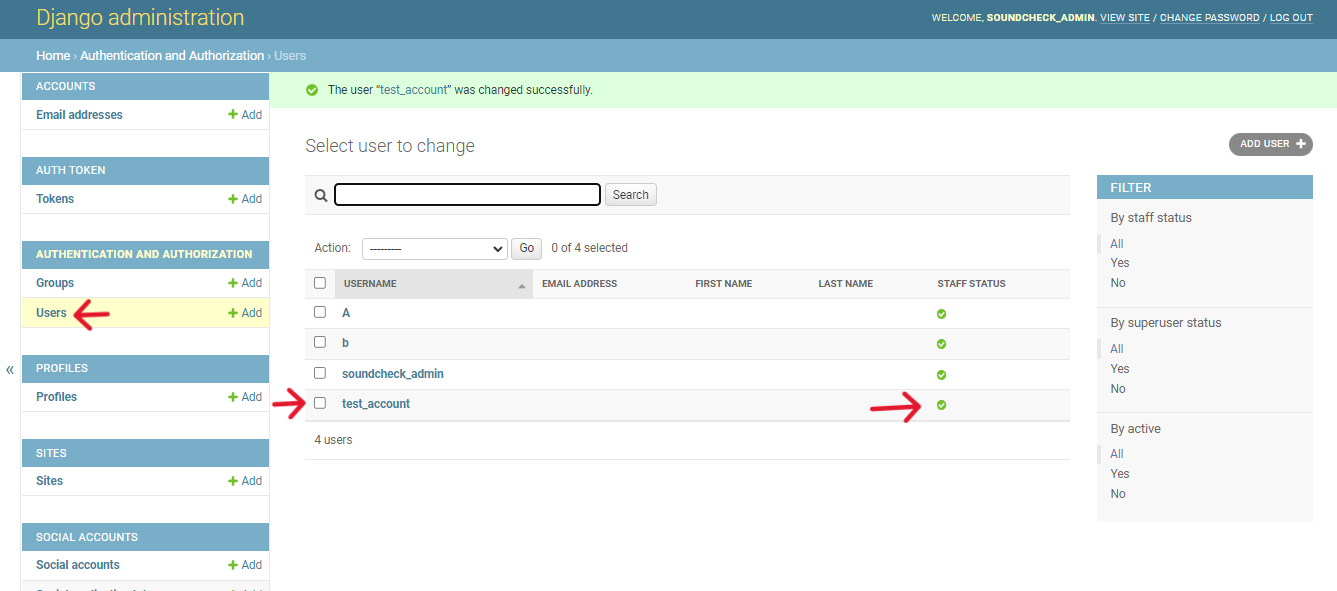 Django administration
WELCOME, SOUNDCHECK_ADMIN. VIEW SITE / CHANGE PASSWORD / LOG OUT
Home › Authentication and Authorization › Users
ACCOUNTS
Email addresses + Add
AUTH TOKEN
Tokens + Add
AUTHENTICATION AND AUTHORIZATION
Groups + Add
Users + Add
PROFILES
Profiles + Add
SITES
Sites + Add
SOCIAL ACCOUNTS
Social accounts + Add
«
The user “test_account” was changed successfully.
Select user to change
ADD USER +
Search
Action: --------- Go 0 of 4 selected
USERNAME EMAIL ADDRESS FIRST NAME LAST NAME STAFF STATUS
A
b
soundcheck_admin
test_account
4 users
FILTER
By staff status
All
Yes
No
By superuser status
All
Yes
No
By active
All
Yes
No